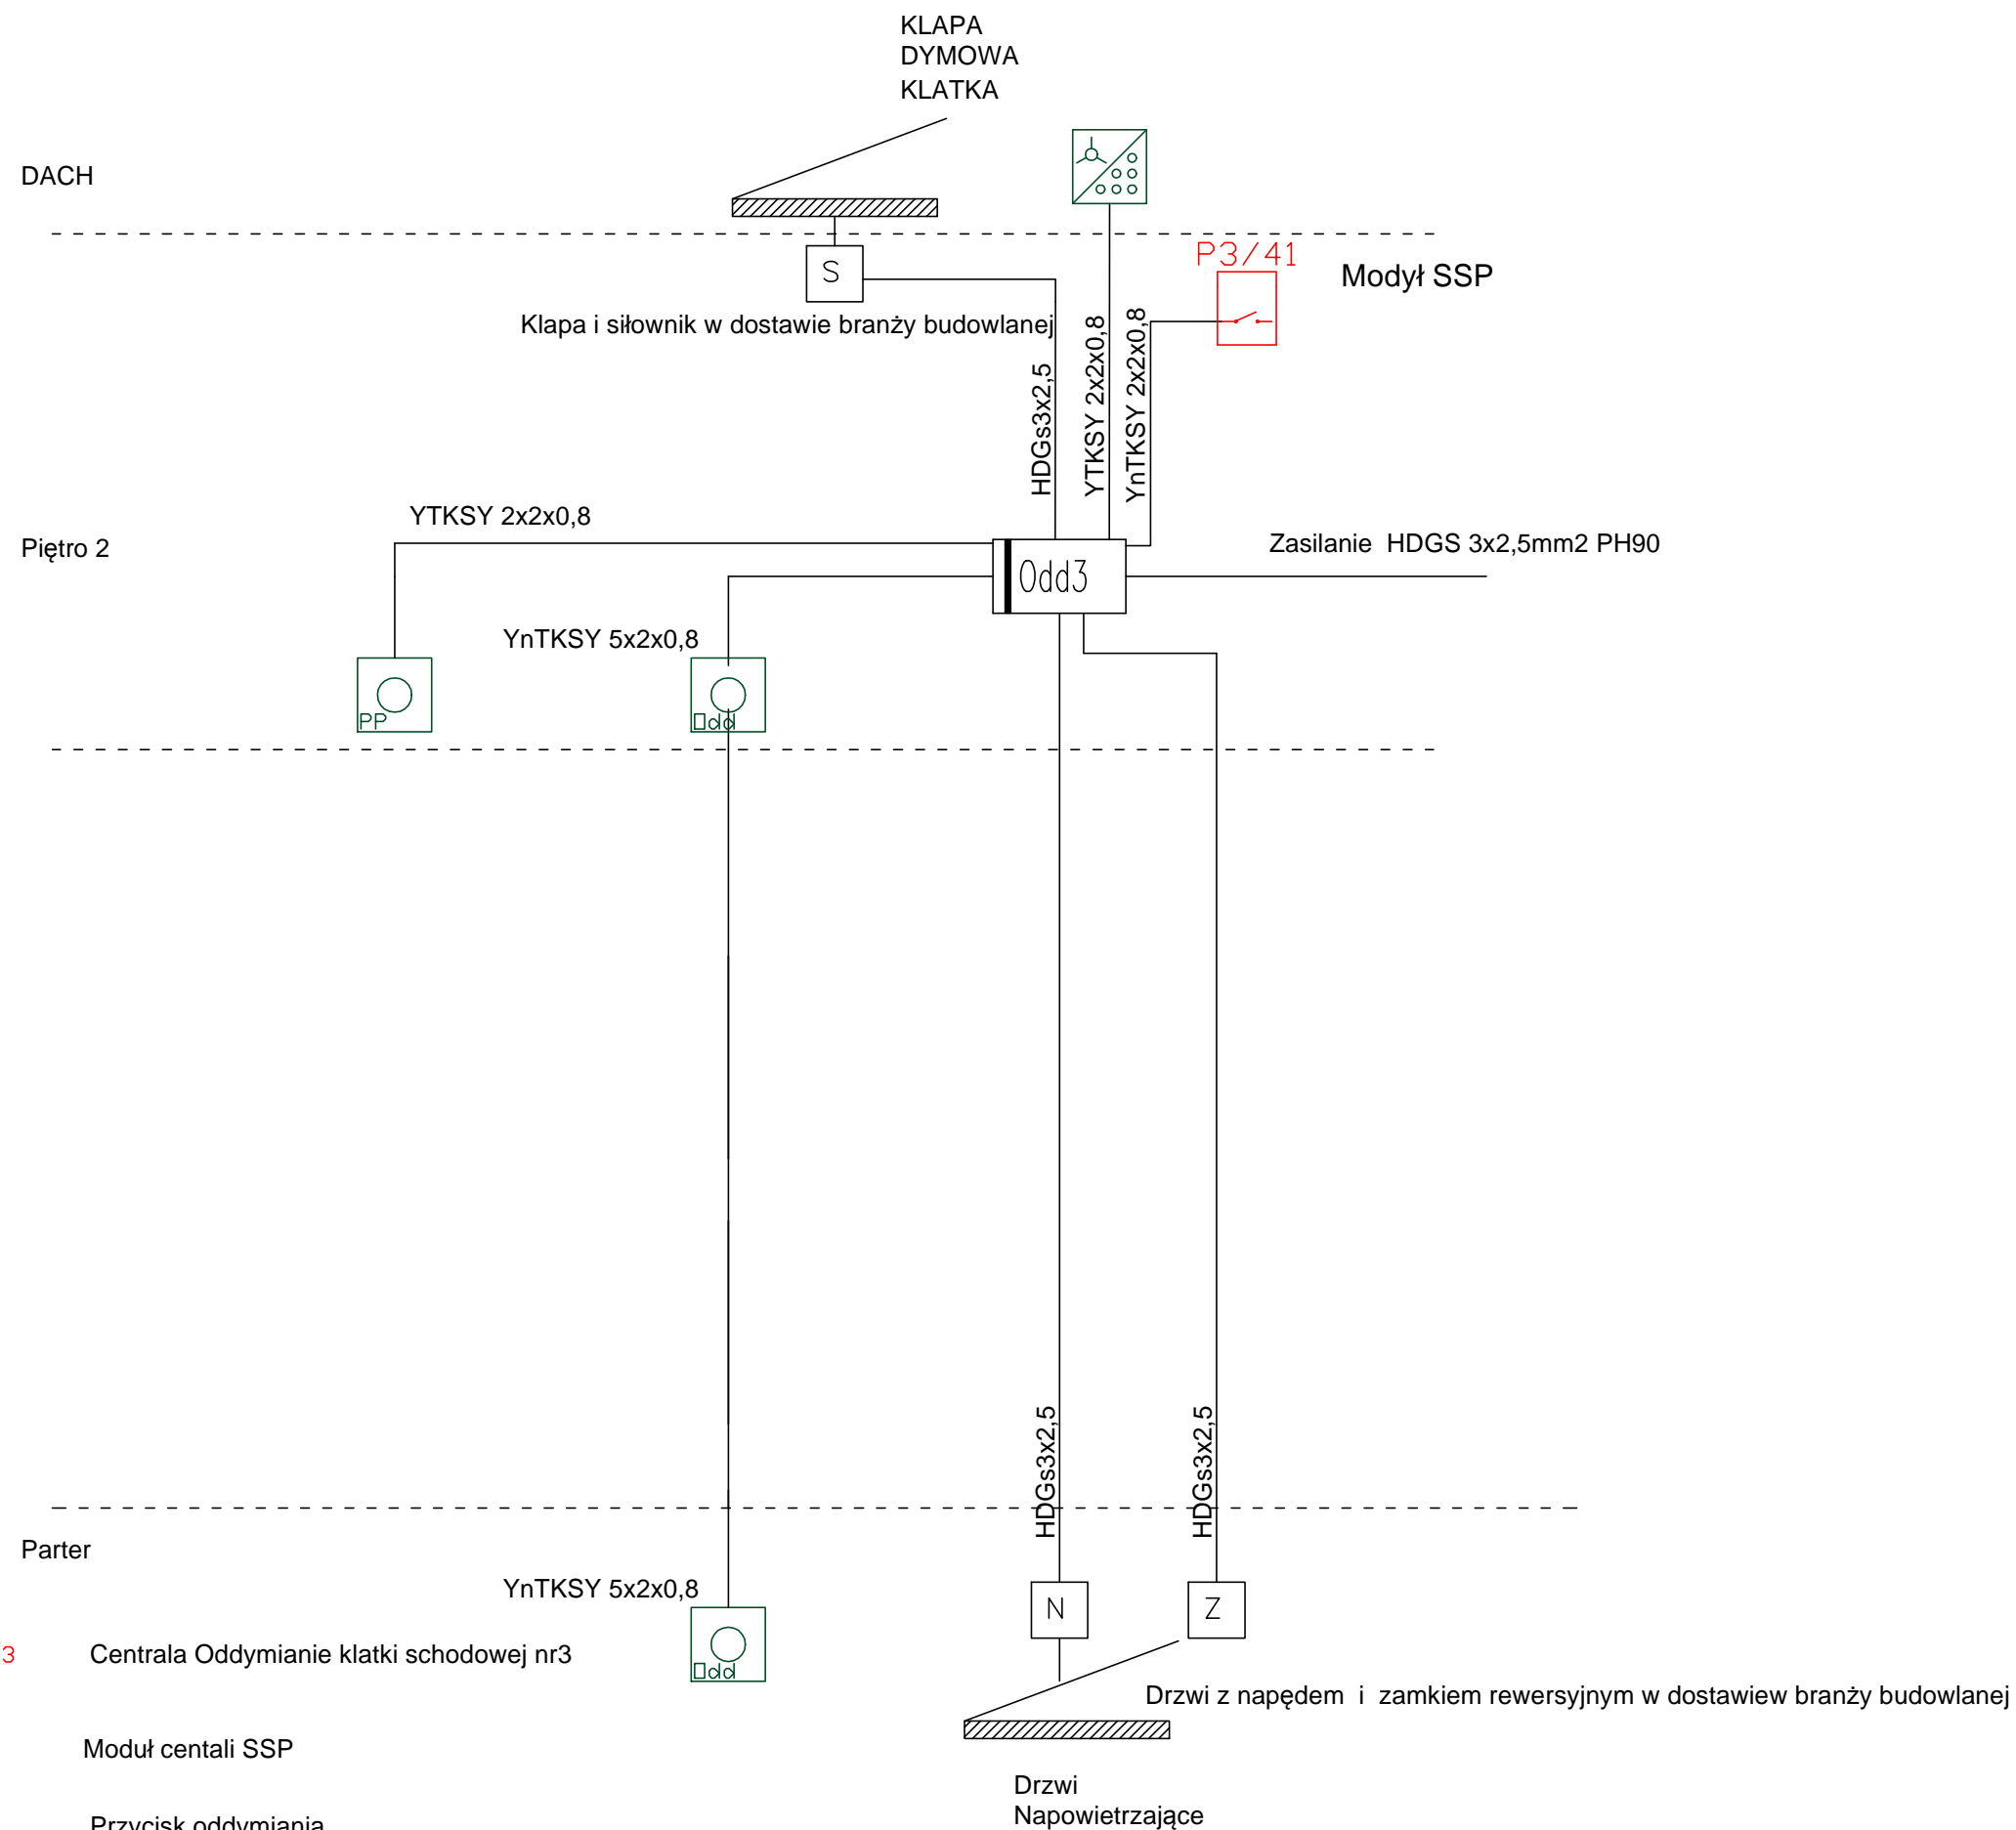 KLAPA
DYMOWA
KLATKA
DACH
P3/41
Modył SSP
S
Klapa i siłownik w dostawie branży budowlanej
HDGs3x2,5
YTKSY 2x2x0,8
YnTKSY 2x2x0,8
YTKSY 2x2x0,8
Piętro 2
Zasilanie HDGS 3x2,5mm2 PH90
Odd3
YnTKSY 5x2x0,8
PP
Odd
HDGs3x2,5
HDGs3x2,5
Parter
YnTKSY 5x2x0,8
N
Z
3
Centrala Oddymianie klatki schodowej nr3
Odd
Drzwi z napędem i zamkiem rewersyjnym w dostawiew branży budowlanej
Moduł centali SSP
Drzwi
Napowietrzające
Przycisk oddymiania